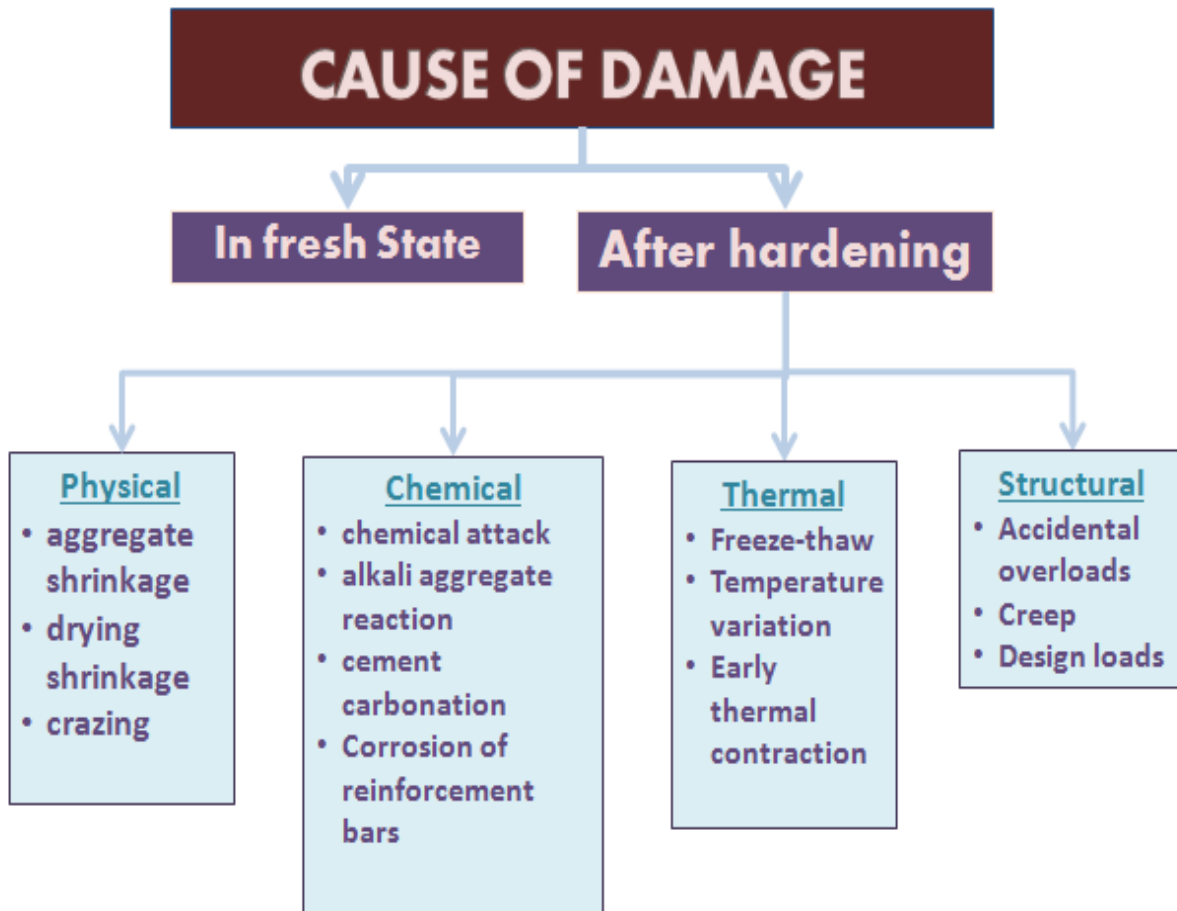 CAUSE OF DAMAGE
In fresh State
After hardening
Physical
• aggregate
shrinkage
• drying
shrinkage
• crazing
Chemical
• chemical attack
• alkali aggregate
reaction
• cement
carbonation
• Corrosion of
reinforcement
bars
Thermal
• Freeze-thaw
• Temperature
variation
• Early
thermal
contraction
Structural
• Accidental
overloads
• Creep
• Design loads